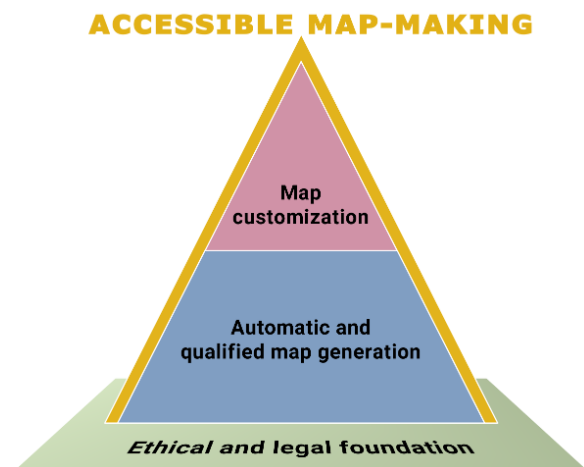 ACCESSIBLE MAP-MAKING
Map
customization
Automatic and
qualified map generation
Ethical and legal foundation